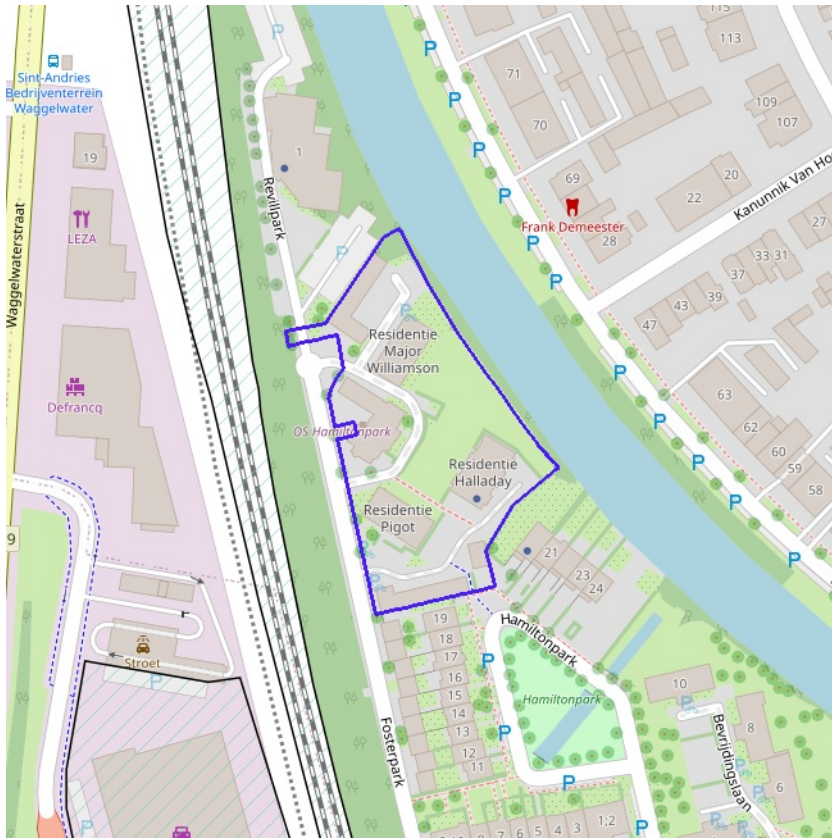 Sint-Andries
Bedrijventerrein
Waggelwater
19
LEZA
Waggelwaterstraat
Defrancq
9
Stroet
P
1
Revillpark
P
P
Residentie
Major
Williamson
OS Hamiltonpark
Residentie
Halladay
Residentie
Pigot
P
P
P
P
P
P
P
P
P
P
71
70
115
113
109
107
69
Frank Demeester
28
22
20
Kanunnik Van Ho
27
33
31
37
39
43
47
63
62
60
59
58
21
23
24
Hamiltonpark
Hamiltonpark
19
18
17
16
15
14
13
12
11
P
P
P
P
Fosterpark
10
8
6
Bevrijdingslaan
7
6
5
4
3
1;2
P